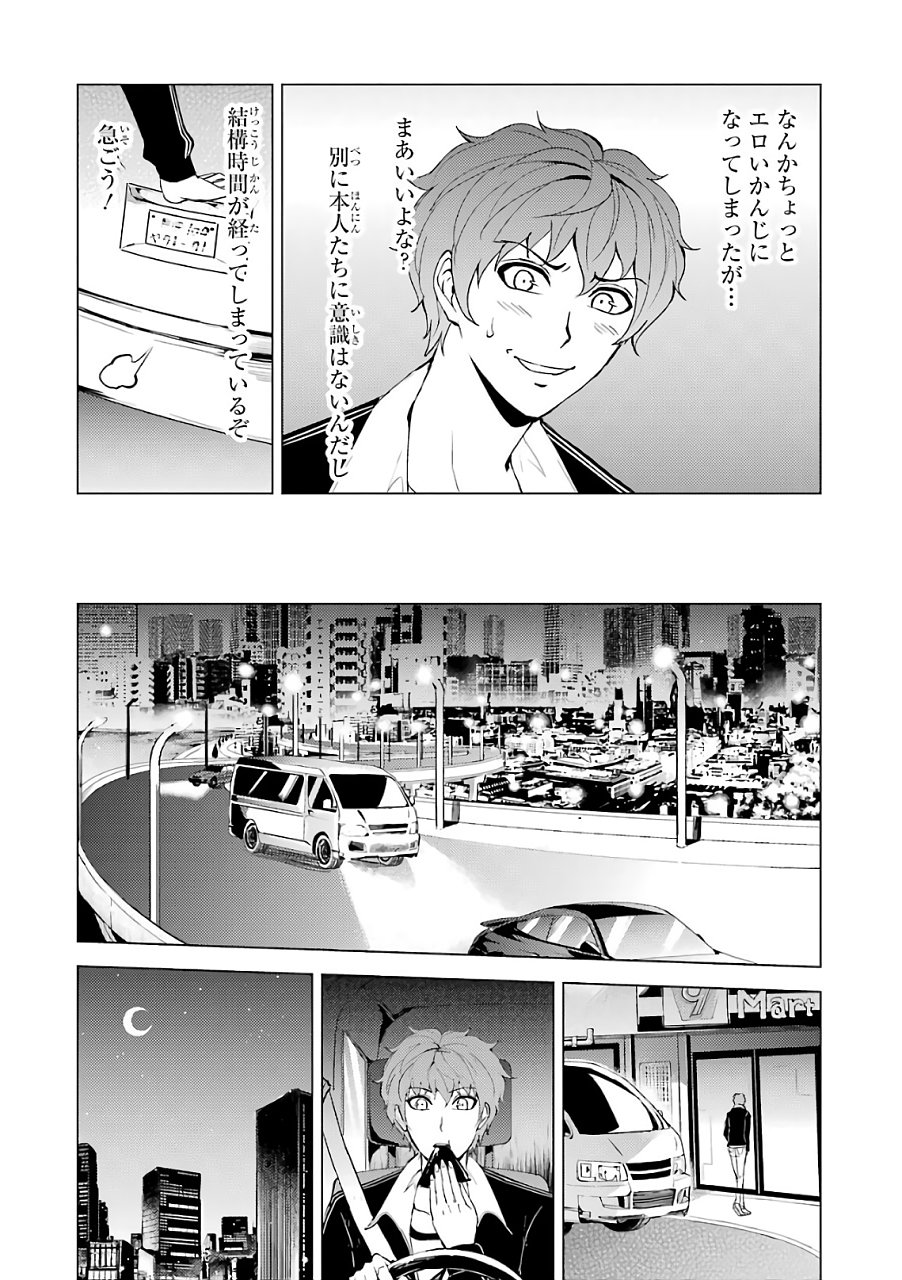 なんかちょっと
エロいかんじに
なってしまったが…
まあいいよな?
別に本人たちに意識はないんだし
結構時間が経ってしまっているぞ
急ごう!
9 Mart